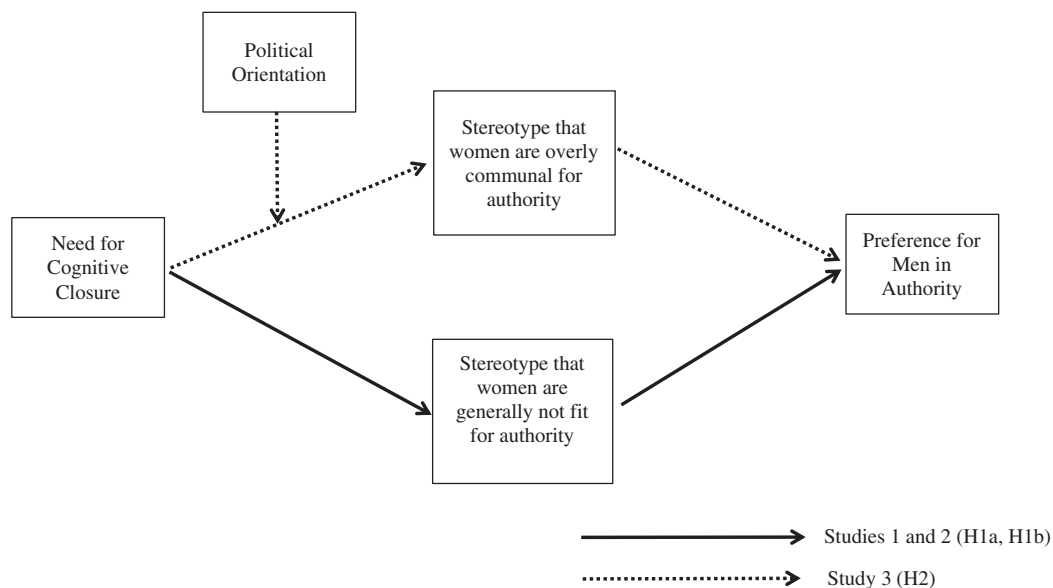 Political
Orientation
Stereotype that
women are overly
communal for
authority
Need for
Cognitive
Closure
Preference for
Men in
Authority
Stereotype that
women are
generally not fit
for authority
Studies 1 and 2 (H1a, H1b)
Study 3 (H2)